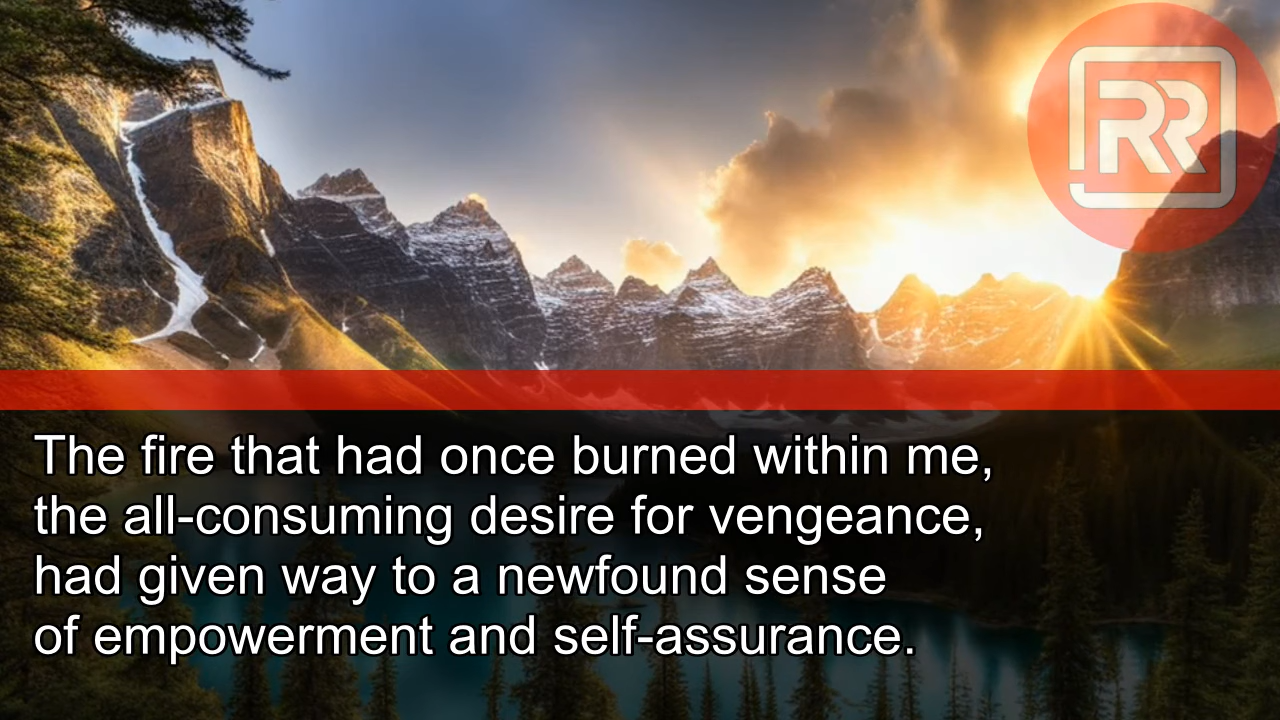 RR
The fire that had once burned within me,
the all-consuming desire for vengeance,
had given way to a newfound sense
of empowerment and self-assurance.